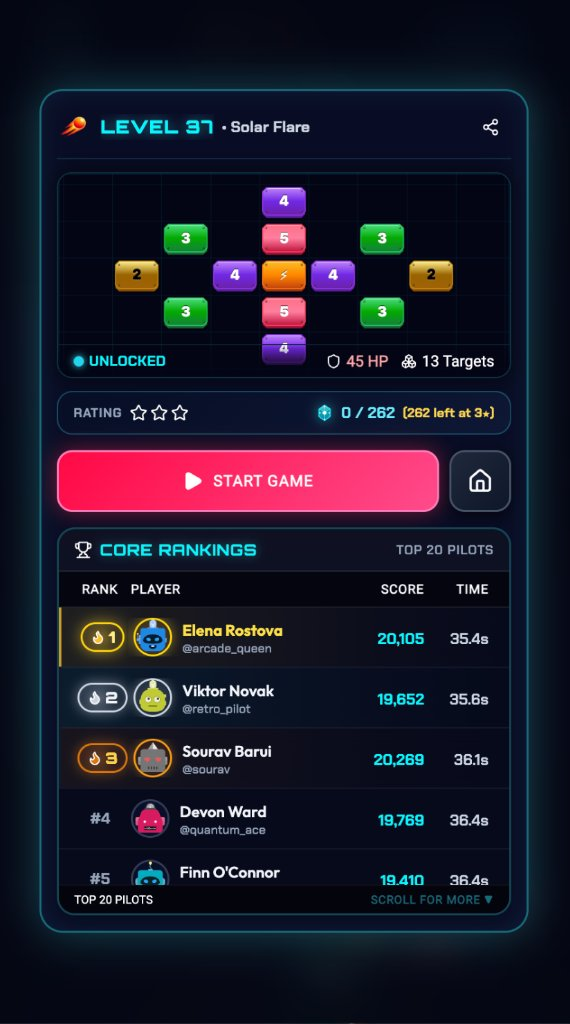 LEVEL 37 • Solar Flare
4
3 5 3
2 4 ⚡ 4 2
3 5 3
4
UNLOCKED 45 HP 13 Targets
RATING ☆☆☆ 0 / 262 (262 left at 3★)
▶ START GAME
CORE RANKINGS TOP 20 PILOTS
RANK PLAYER SCORE TIME
1 Elena Rostova 20,105 35.4s
@arcade_queen
2 Viktor Novak 19,652 35.6s
@retro_pilot
3 Sourav Barui 20,269 36.1s
@sourav
#4 Devon Ward 19,769 36.4s
@quantum_ace
#5 Finn O'Connor 19,410 36.4s
TOP 20 PILOTS SCROLL FOR MORE ▼